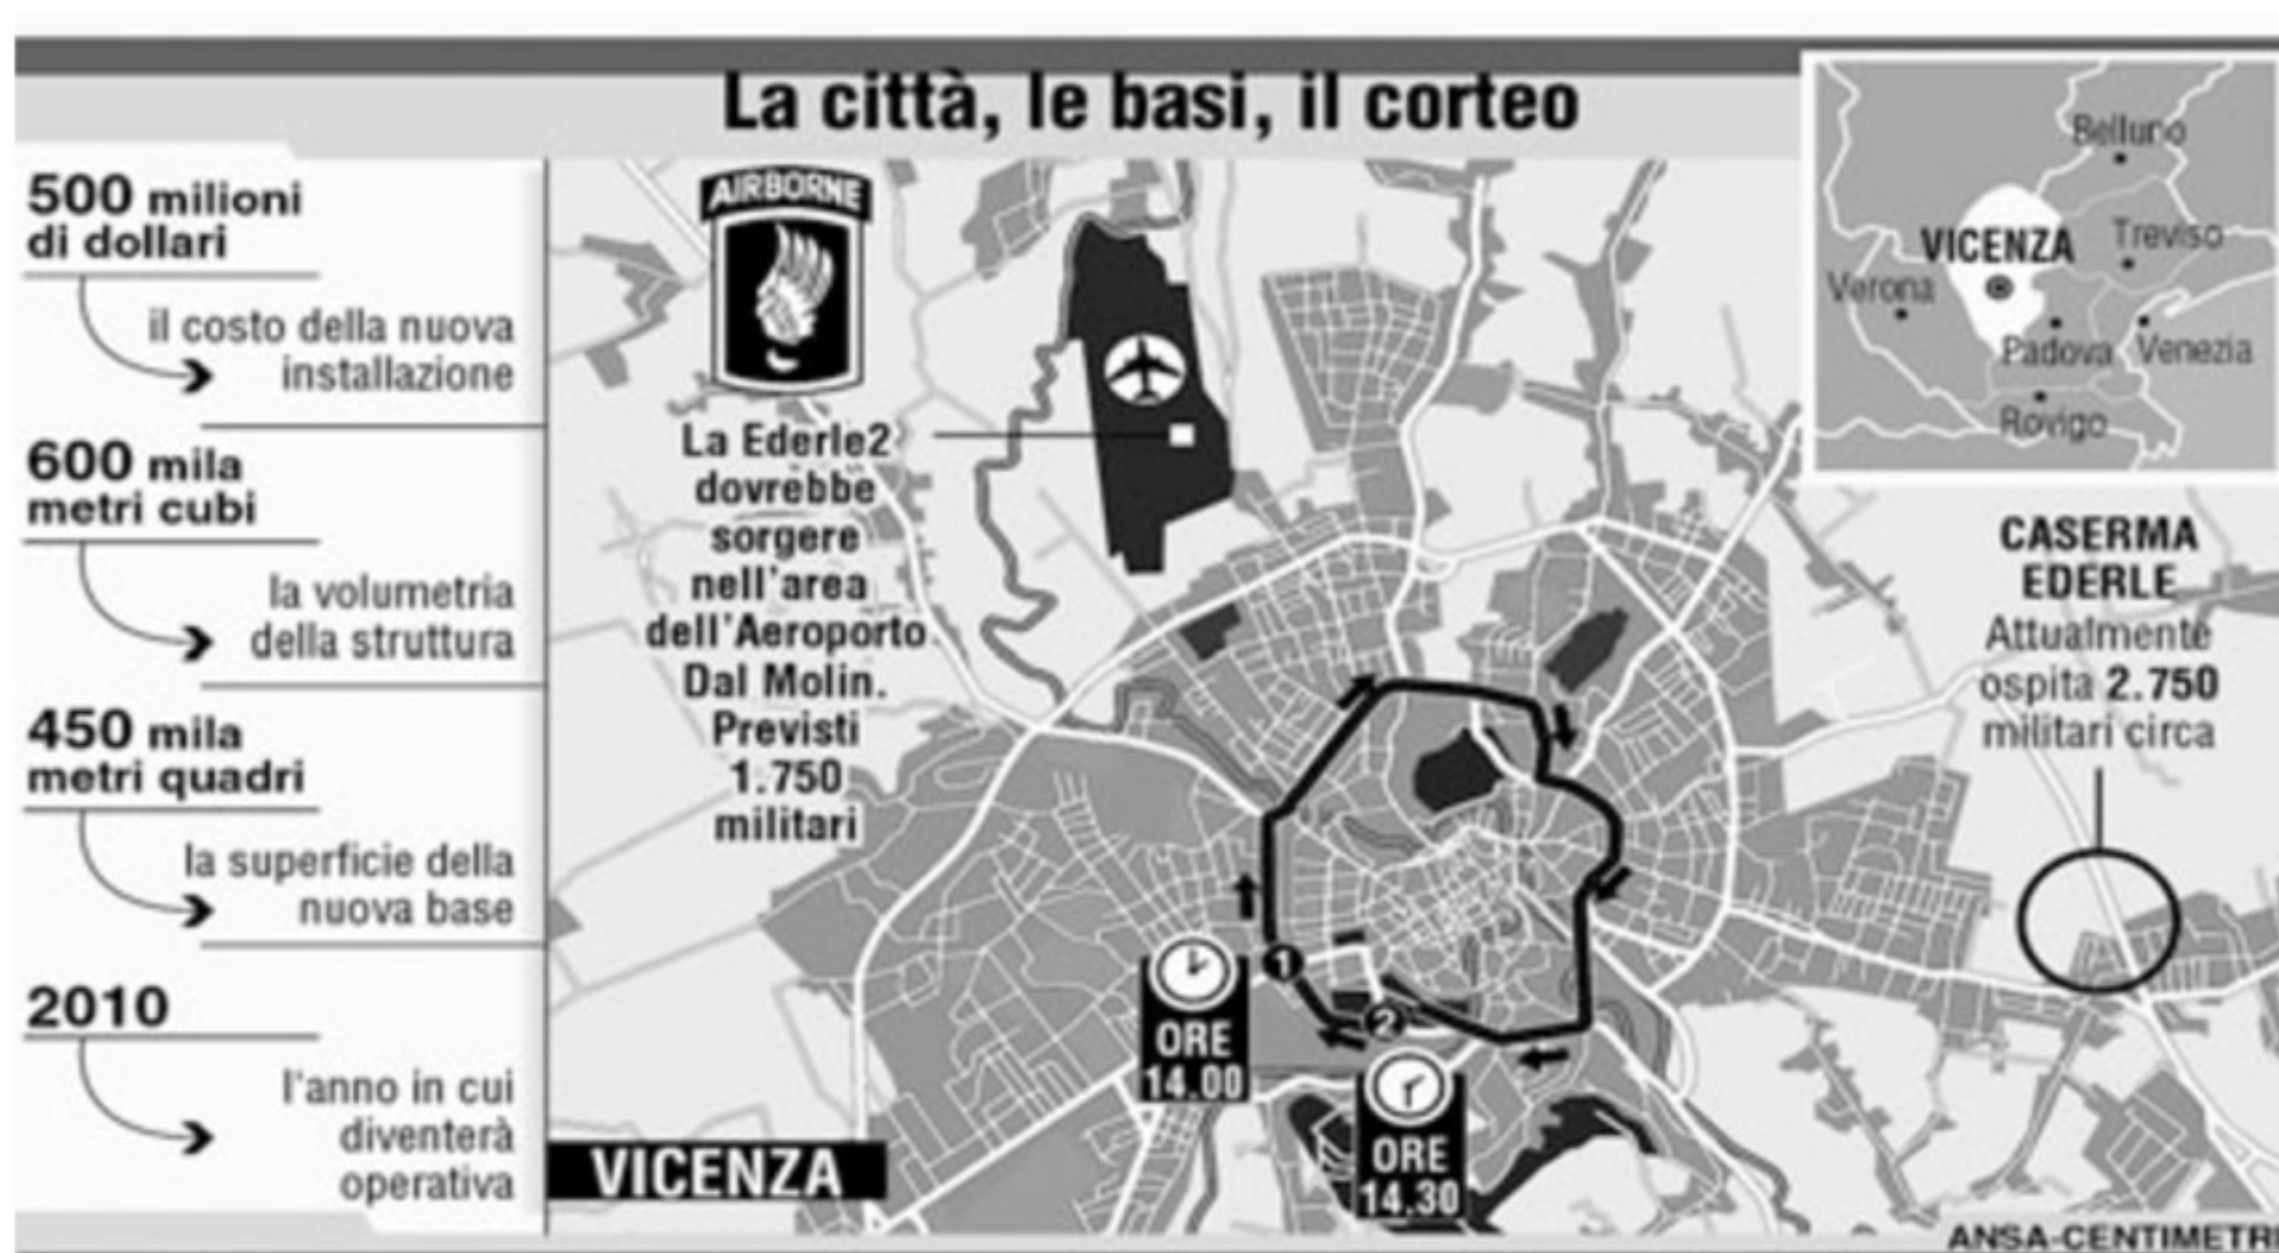 La città, le basi, il corteo
500 milioni
di dollari
il costo della nuova
installazione
600 mila
metri cubi
la volumetria
della struttura
450 mila
metri quadri
la superficie della
nuova base
2010
l'anno in cui
diventerà
operativa
AIRBORNE
La Ederle2
dovrebbe
sorgere
nell'area
dell'Aeroporto
Dal Molin.
Previsti
1.750
militari
VICENZA
1
ORE
14.00
2
ORE
14.30
Belluno
VICENZA
Treviso
Verona
Padova
Venezia
Rovigo
CASERMA
EDERLE
Attualmente
ospita 2.750
militari circa
ANSA-CENTIMETRI